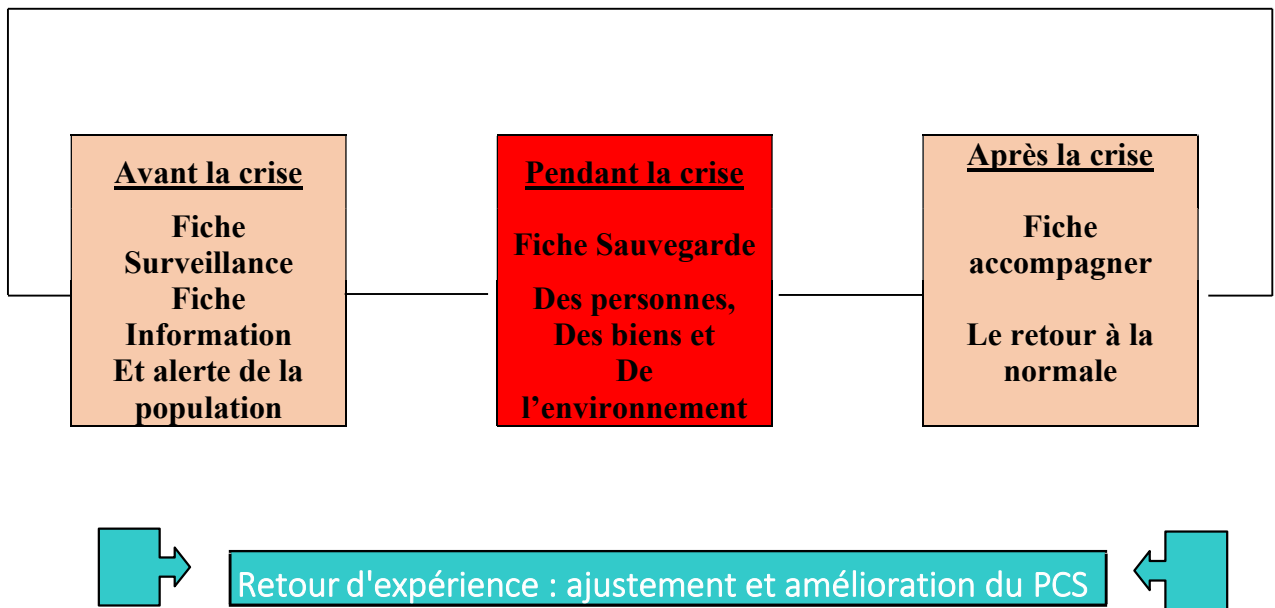 Avant la crise
Fiche
Surveillance
Fiche
Information
Et alerte de la
population
Pendant la crise
Fiche Sauvegarde
Des personnes,
Des biens et
De
l’environnement
Après la crise
Fiche
accompagner
Le retour à la
normale
Retour d'expérience : ajustement et amélioration du PCS